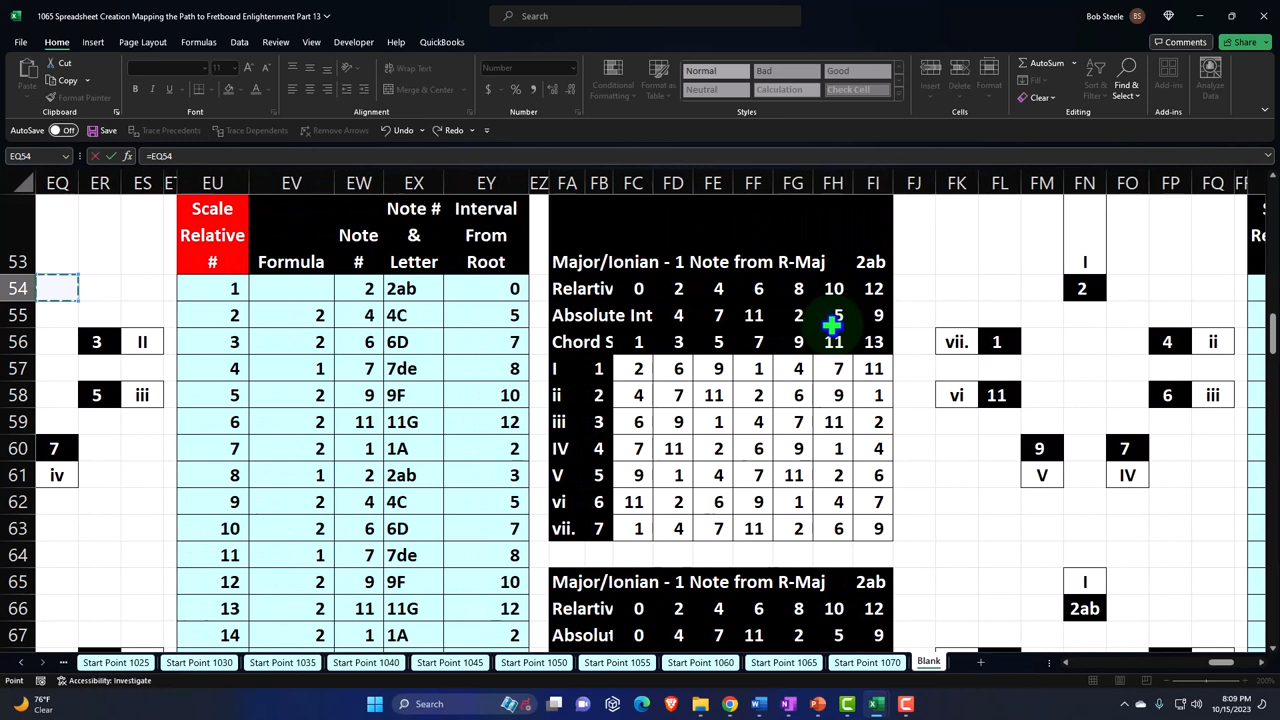 1065 Spreadsheet Creation Mapping the Path to Fretboard Enlightenment Part 13
Search
Bob Steele BS
File Home Insert Page Layout Formulas Data Review View Developer Help QuickBooks
Comments Share
Cut
Copy
Format Painter
Paste
11
Wrap Text
Merge & Center
Number
Conditional Formatting
Format as Table
Normal Bad Good
Neutral Calculation Check Cell
Insert Delete Format
AutoSum
Fill
Clear
Sort & Filter
Find & Select
Add-ins
Analyze Data
Clipboard Font Alignment Number Styles Cells Editing Add-ins
AutoSave Off Save Trace Precedents Trace Dependents Remove Arrows Undo Redo
EQ54 =EQ54
EQ ER ES ET EU EV EW EX EY EZ FA FB FC FD FE FF FG FH FI FJ FK FL FM FN FO FP FQ
53 Scale Relative # Formula Note # Note # & Letter Interval From Root Major/Ionian - 1 Note from R-Maj 2ab I
54 1 2 2ab 0 Relartiv 0 2 4 6 8 10 12 2
55 2 2 4 4C 5 Absolute Int 4 7 11 2 5 9
56 3 II 3 2 6 6D 7 Chord S 1 3 5 7 9 11 13 vii. 1 4 ii
57 4 1 7 7de 8 I 1 2 6 9 1 4 7 11
58 5 iii 5 2 9 9F 10 ii 2 4 7 11 2 6 9 1 vi 11 6 iii
59 6 2 11 11G 12 iii 3 6 9 1 4 7 11 2
60 7 7 2 1 1A 2 IV 4 7 11 2 6 9 1 4 9 7
61 iv 8 1 2 2ab 3 V 5 9 1 4 7 11 2 6 V IV
62 9 2 4 4C 5 vi 6 11 2 6 9 1 4 7
63 10 2 6 6D 7 vii. 7 1 4 7 11 2 6 9
64 11 1 7 7de 8
65 12 2 9 9F 10 Major/Ionian - 1 Note from R-Maj 2ab I
66 13 2 11 11G 12 Relartiv 0 2 4 6 8 10 12 2ab
67 14 2 1 1A 2 Absolut 0 4 7 11 2 5 9
Start Point 1025 Start Point 1030 Start Point 1035 Start Point 1040 Start Point 1045 Start Point 1050 Start Point 1055 Start Point 1060 Start Point 1065 Start Point 1070 Blank
Point Accessibility: Investigate 200%
76°F
Clear
Search
8:09 PM
10/15/2023